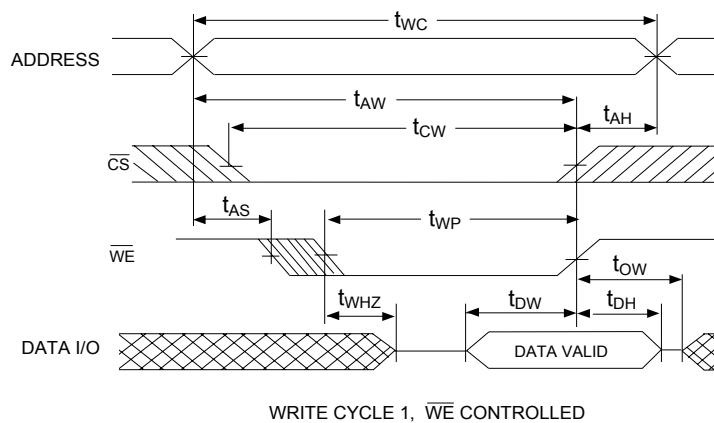 tWC
ADDRESS
tAW
tCW
tAH
CS
tAS
tWP
WE
tOW
tWHZ
tDW
tDH
DATA I/O
DATA VALID
WRITE CYCLE 1, WE CONTROLLED